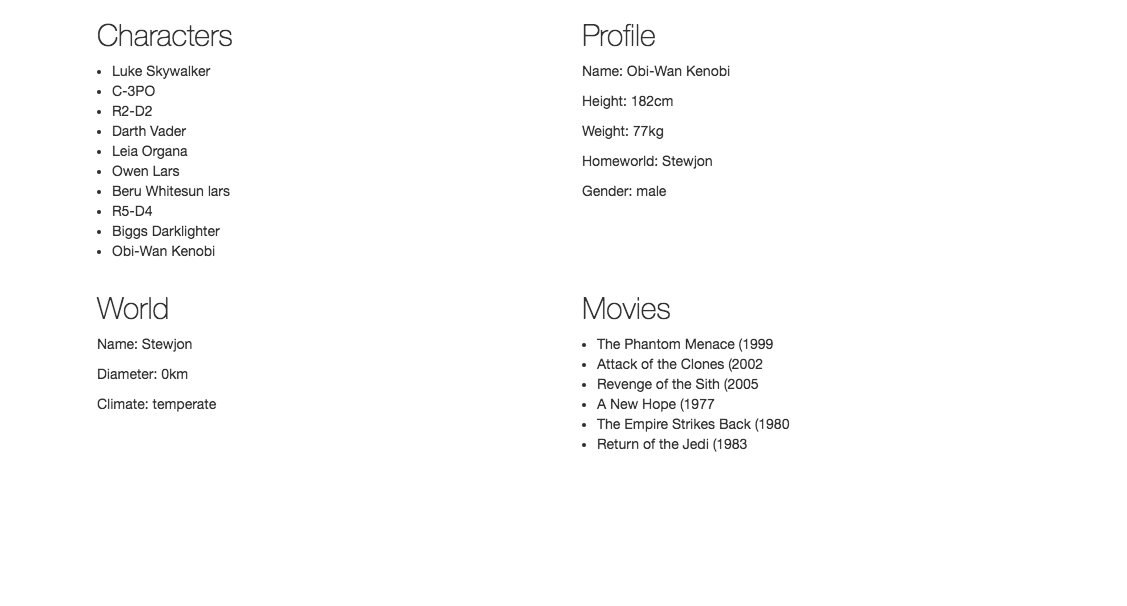 Characters
Luke Skywalker
C-3PO
R2-D2
Darth Vader
Leia Organa
Owen Lars
Beru Whitesun lars
R5-D4
Biggs Darklighter
Obi-Wan Kenobi
Profile
Name: Obi-Wan Kenobi
Height: 182cm
Weight: 77kg
Homeworld: Stewjon
Gender: male
World
Name: Stewjon
Diameter: 0km
Climate: temperate
Movies
The Phantom Menace (1999
Attack of the Clones (2002
Revenge of the Sith (2005
A New Hope (1977
The Empire Strikes Back (1980
Return of the Jedi (1983